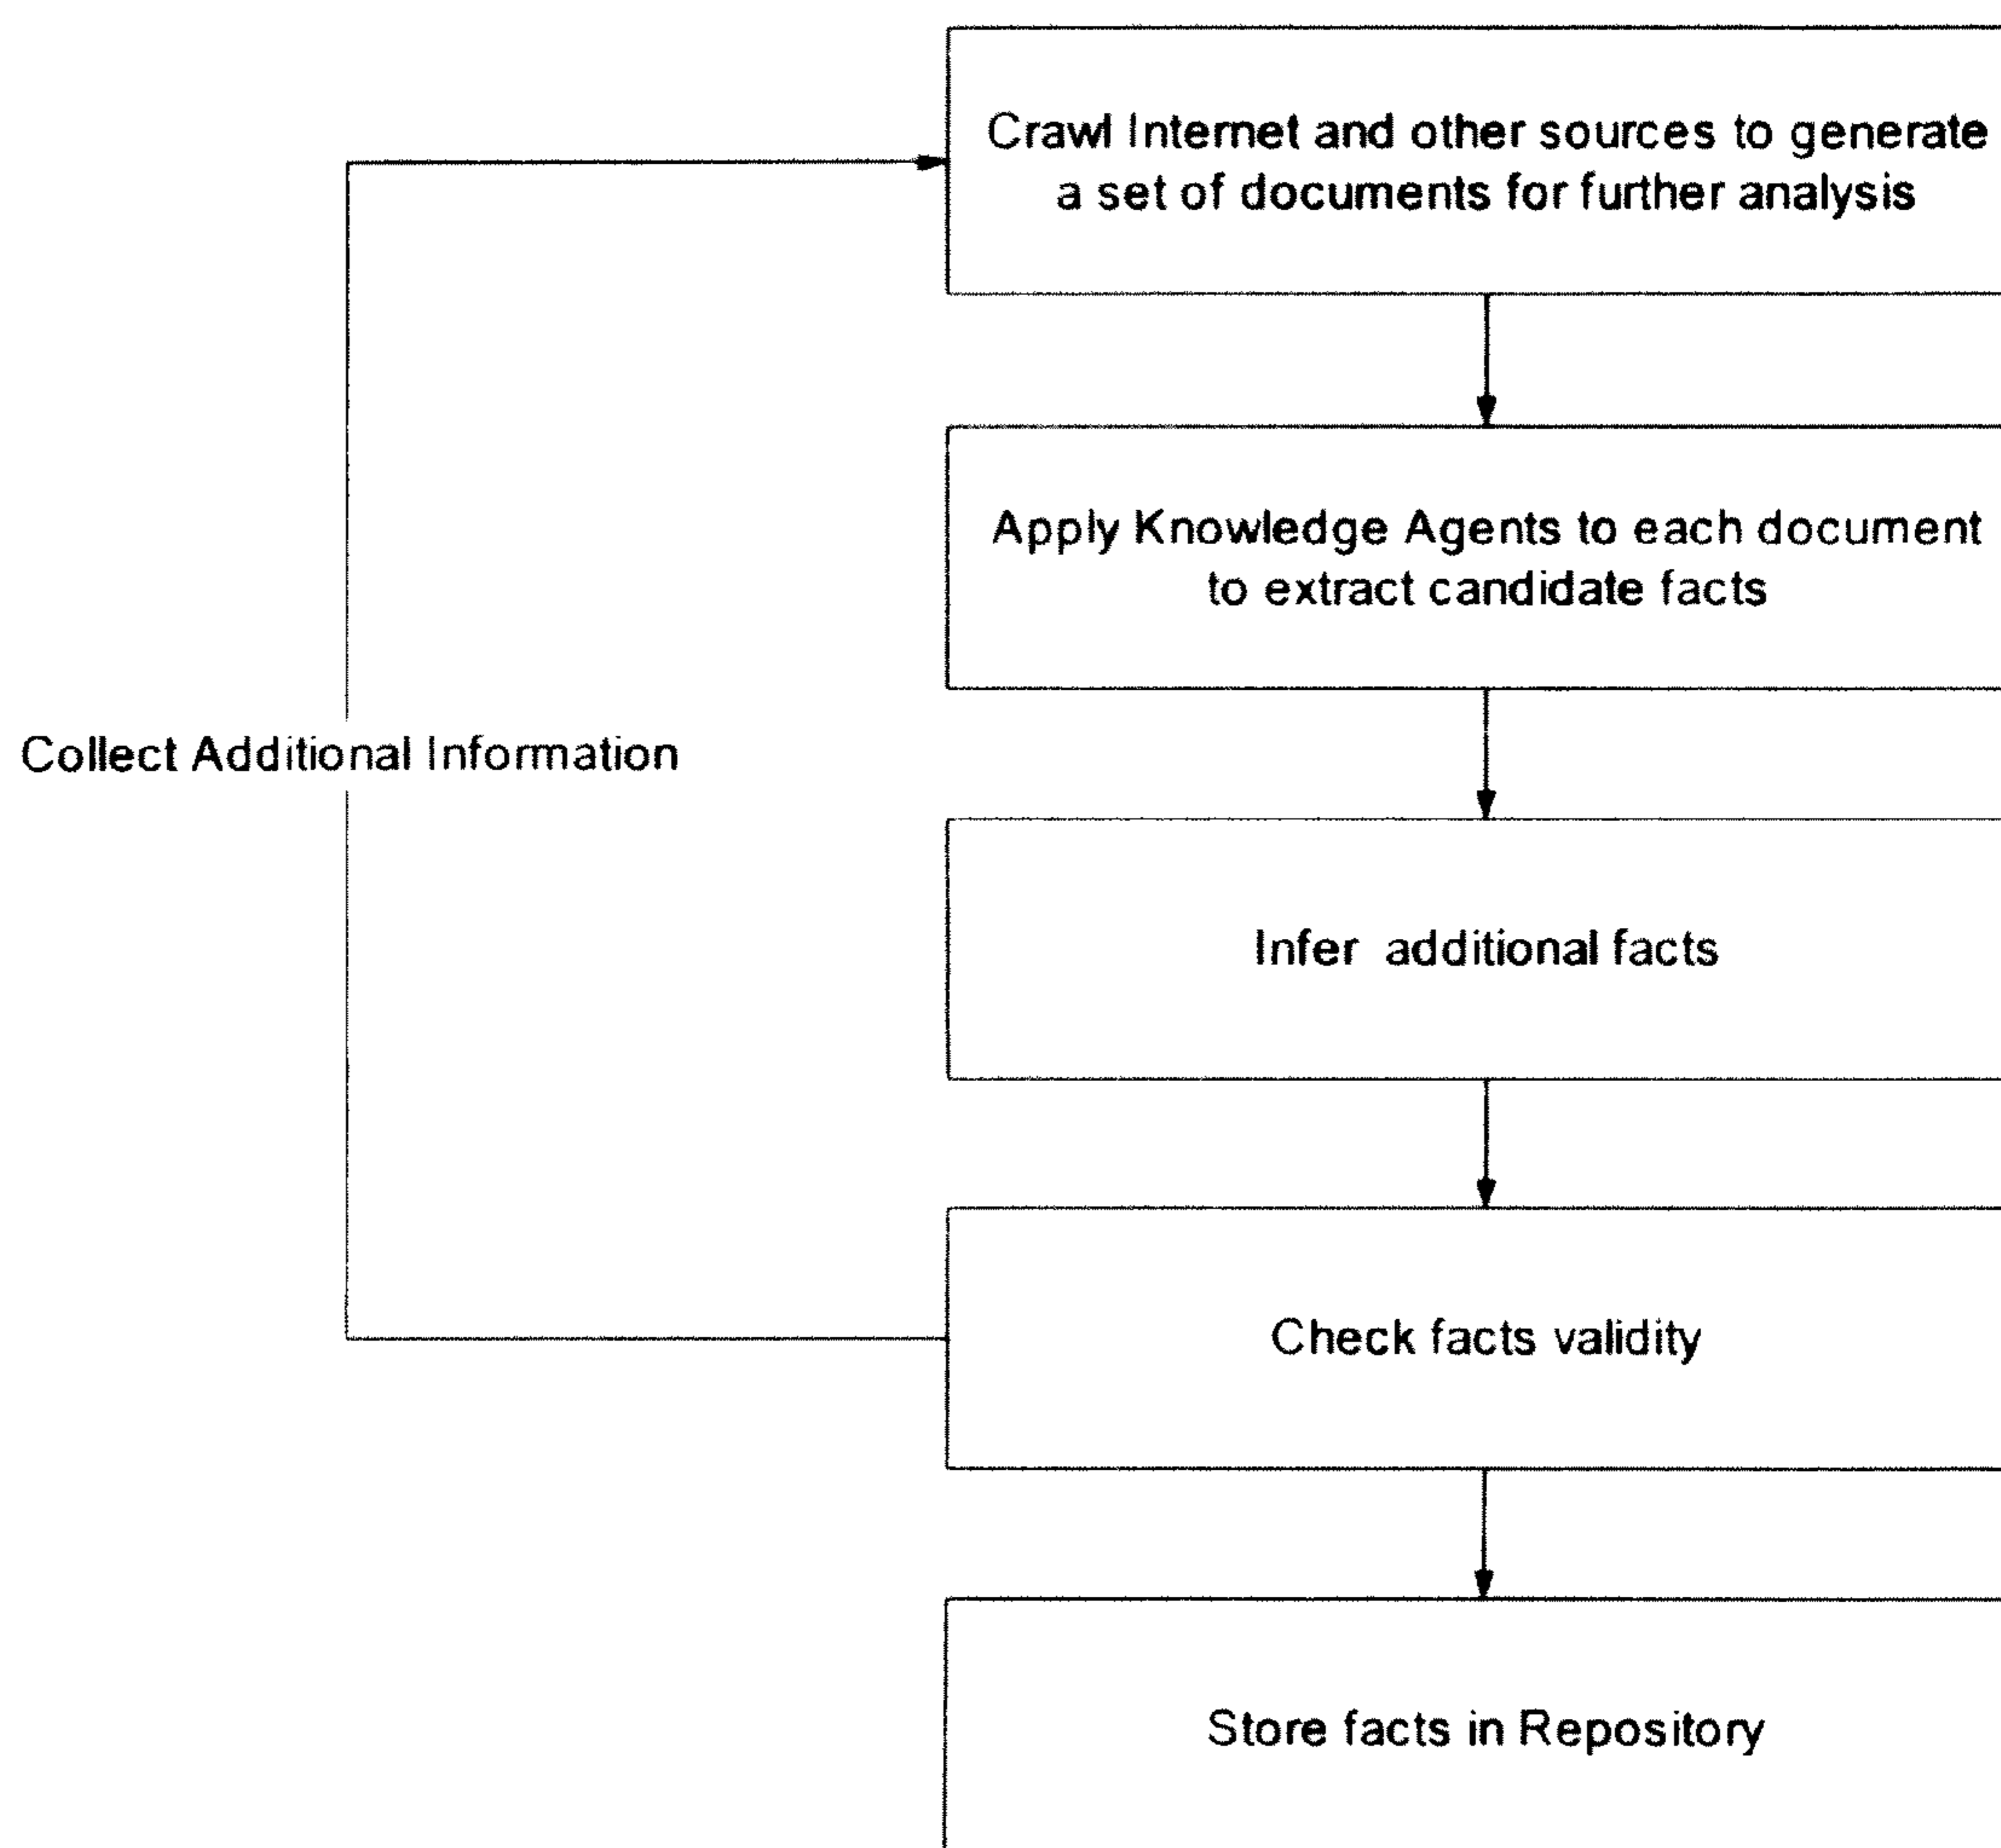 Crawl Internet and other sources to generate
a set of documents for further analysis
Apply Knowledge Agents to each document
to extract candidate facts
Collect Additional Information
Infer additional facts
Check facts validity
Store facts in Repository